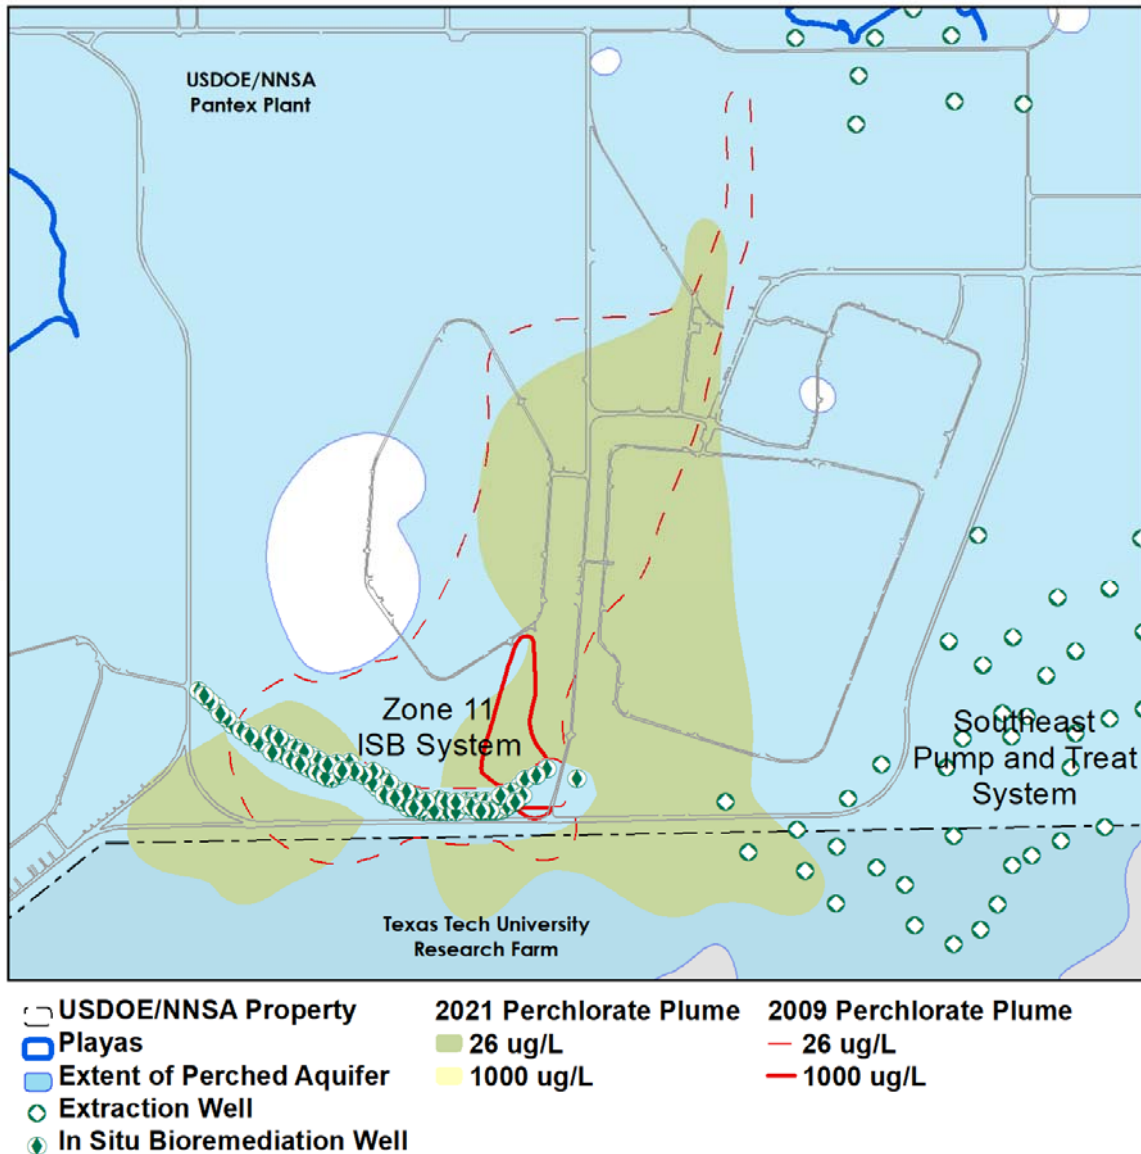 USDOE/NNSA
Pantex Plant
Zone 11
ISB System
Southeast
Pump and Treat
System
Texas Tech University
Research Farm
USDOE/NNSA Property
Playas
Extent of Perched Aquifer
Extraction Well
In Situ Bioremediation Well
2021 Perchlorate Plume
26 ug/L
1000 ug/L
2009 Perchlorate Plume
26 ug/L
1000 ug/L